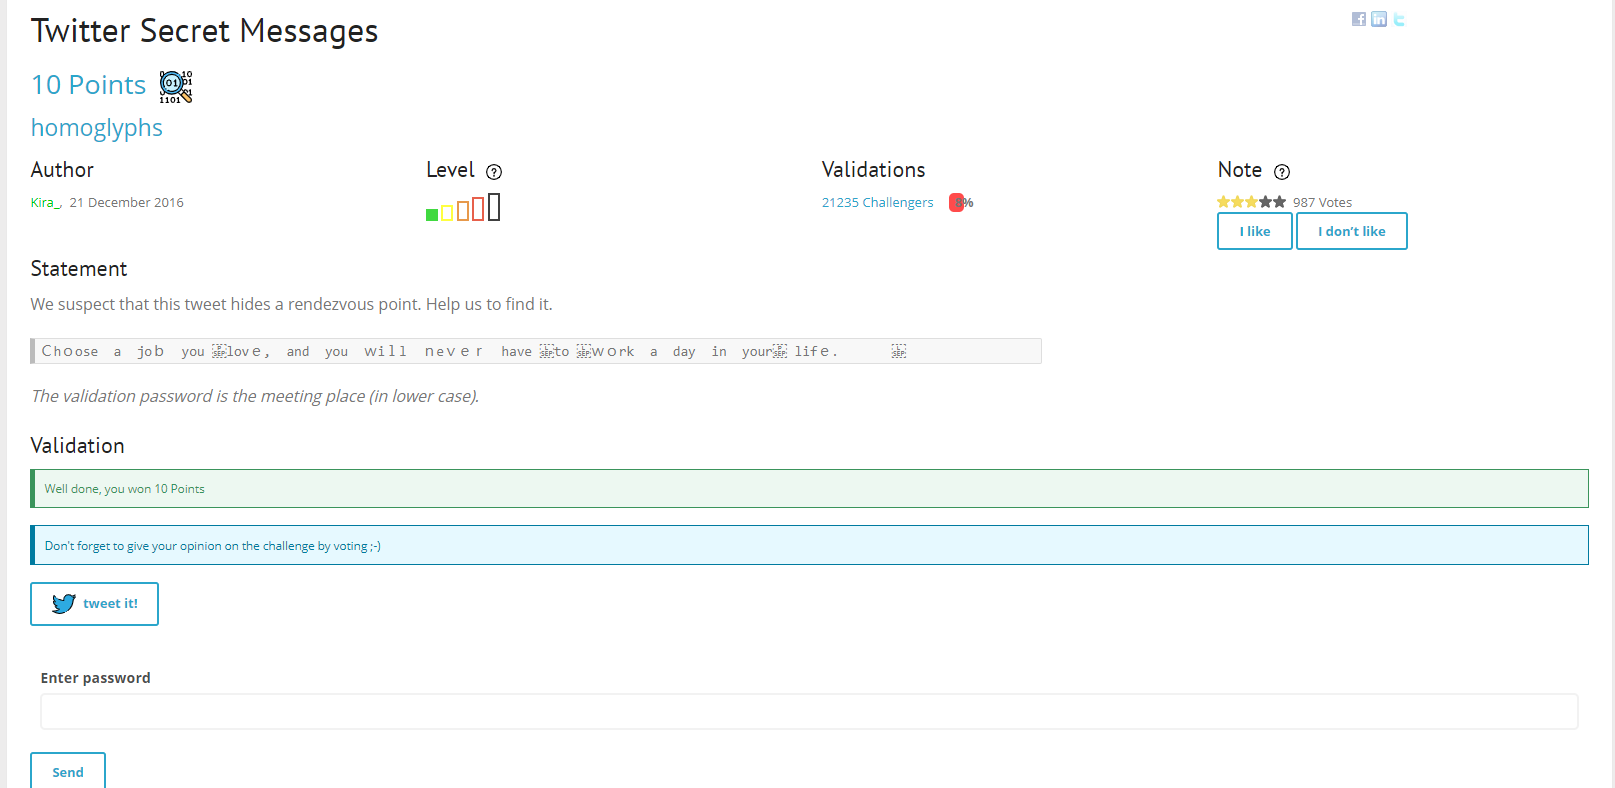 Twitter Secret Messages
10 Points
homoglyphs
Author
Level
Validations
Note
Kira_, 21 December 2016
21235 Challengers 8%
987 Votes
I like
I don’t like
Statement
We suspect that this tweet hides a rendezvous point. Help us to find it.
Choose a job you love, and you will never have to work a day in your life.
The validation password is the meeting place (in lower case).
Validation
Well done, you won 10 Points
Don't forget to give your opinion on the challenge by voting ;-)
tweet it!
Enter password
Send